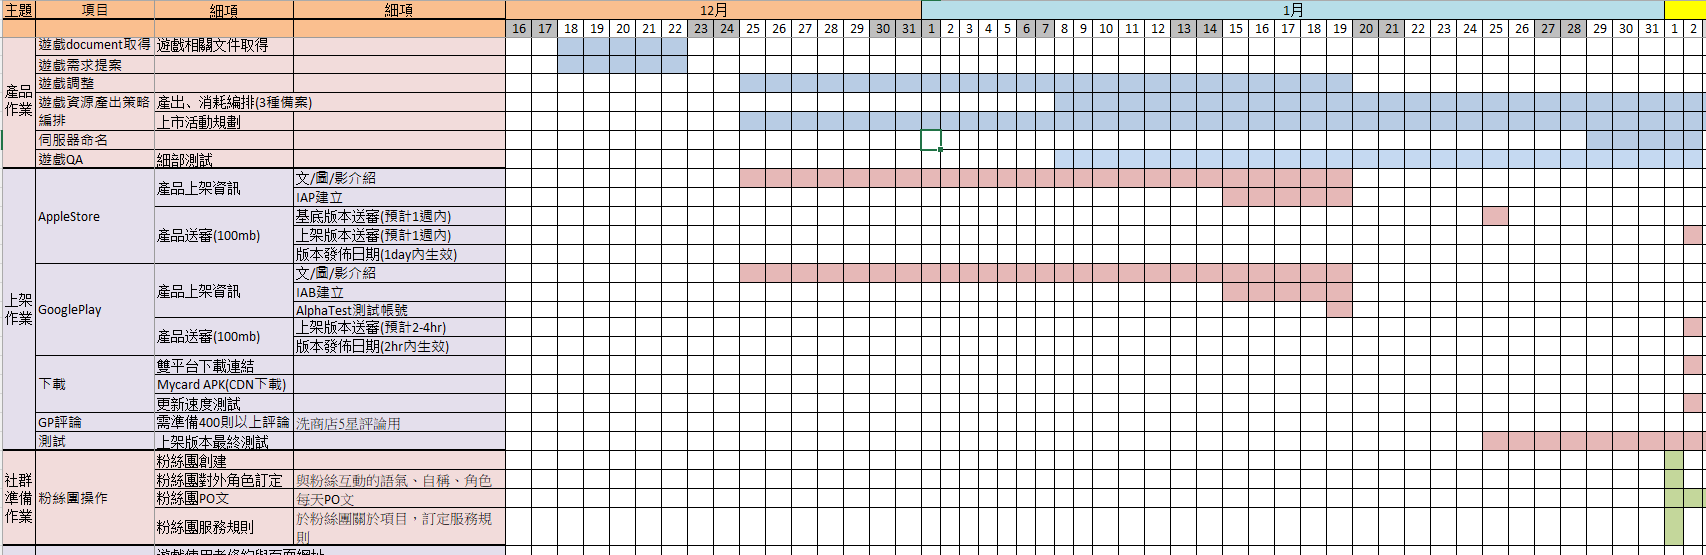 主題 項目 細項 細項 12月 1月
16 17 18 19 20 21 22 23 24 25 26 27 28 29 30 31 1 2 3 4 5 6 7 8 9 10 11 12 13 14 15 16 17 18 19 20 21 22 23 24 25 26 27 28 29 30 31 1 2
產品
作業
遊戲document取得 遊戲相關文件取得
遊戲需求提案
遊戲調整
遊戲資源產出策略
編排
產出、消耗編排(3種備案)
上市活動規劃
伺服器命名
遊戲QA 細部測試
上架
作業
AppleStore
產品上架資訊
文/圖/影介紹
IAP建立
產品送審(100mb)
基底版本送審(預計1週內)
上架版本送審(預計1週內)
版本發佈日期(1day內生效)
GooglePlay
產品上架資訊
文/圖/影介紹
IAB建立
AlphaTest測試帳號
產品送審(100mb)
上架版本送審(預計2-4hr)
版本發佈日期(2hr內生效)
下載
雙平台下載連結
Mycard APK(CDN下載)
更新速度測試
GP評論 需準備400則以上評論 洗商店5星評論用
測試 上架版本最終測試
社群
準備
作業
粉絲團操作
粉絲團創建
粉絲團對外角色訂定 與粉絲互動的語氣、自稱、角色
粉絲團PO文 每天PO文
粉絲團服務規則
於粉絲團關於項目，訂定服務規
則